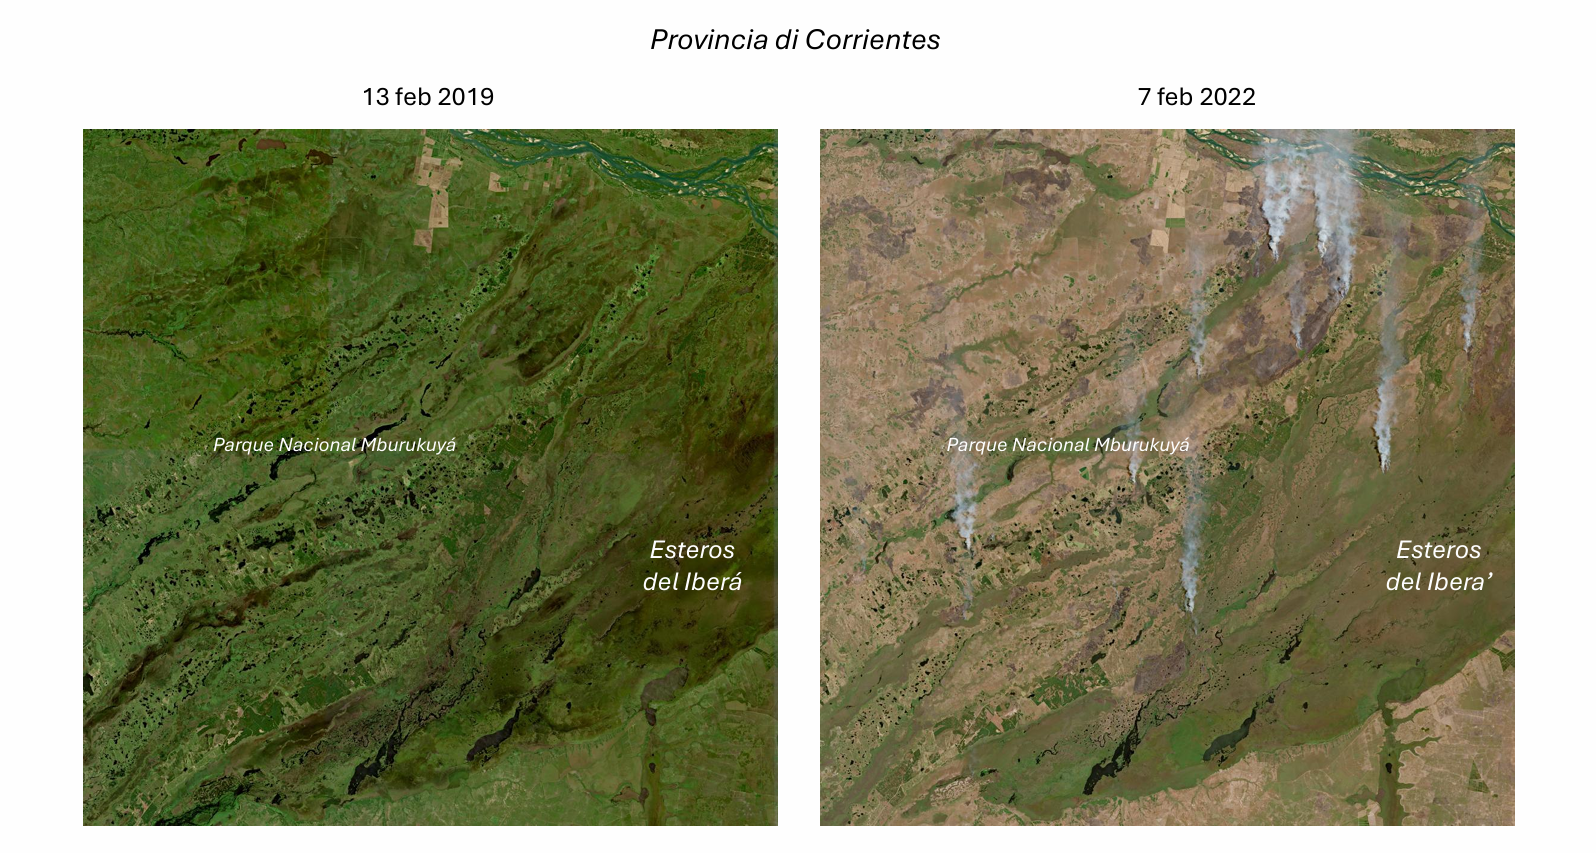 Provincia di Corrientes
13 feb 2019
7 feb 2022
Parque Nacional Mburukuyá
Esteros
del Iberá
Parque Nacional Mburukuyá
Esteros
del Ibera’